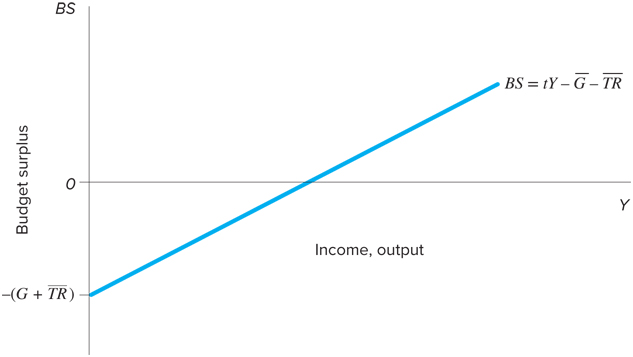 BS
BS = tY – G̅ – T̅R̅
Budget surplus
0
Y
Income, output
–(G + T̅R̅)